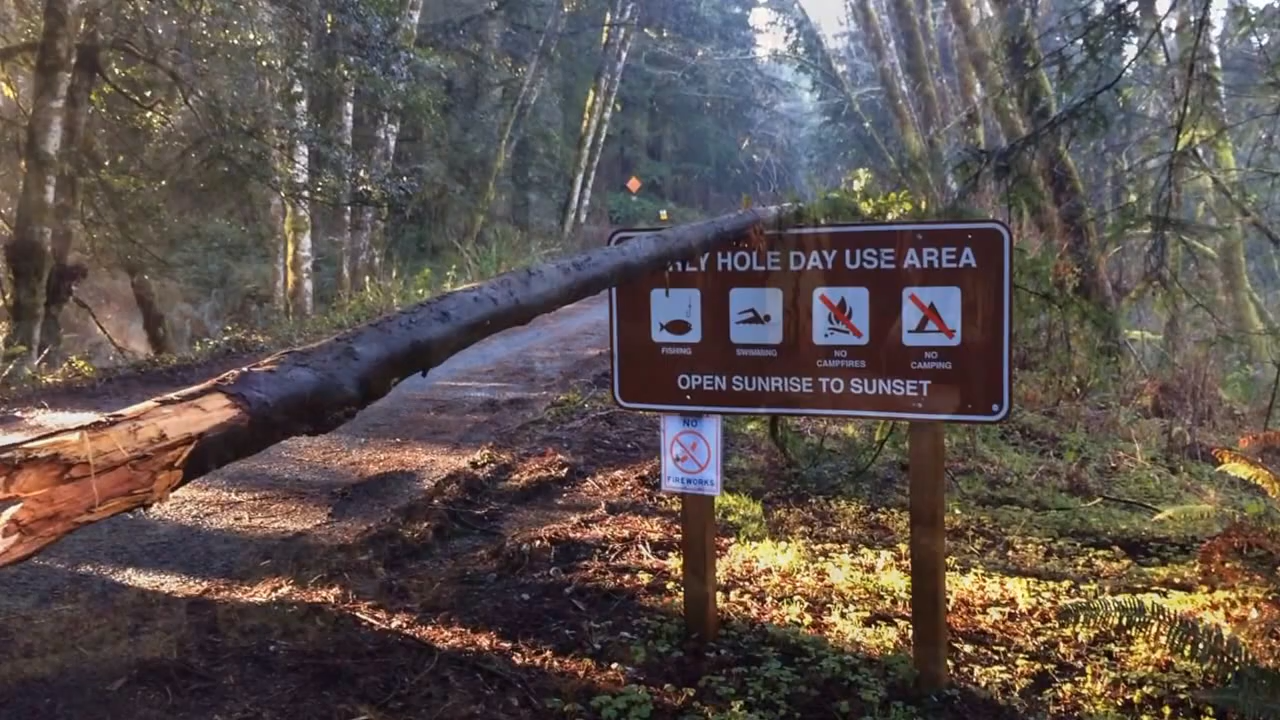 HOLE DAY USE AREA
FISHING
SWIMMING
NO
CAMPFIRES
NO
CAMPING
OPEN SUNRISE TO SUNSET
NO
FIREWORKS